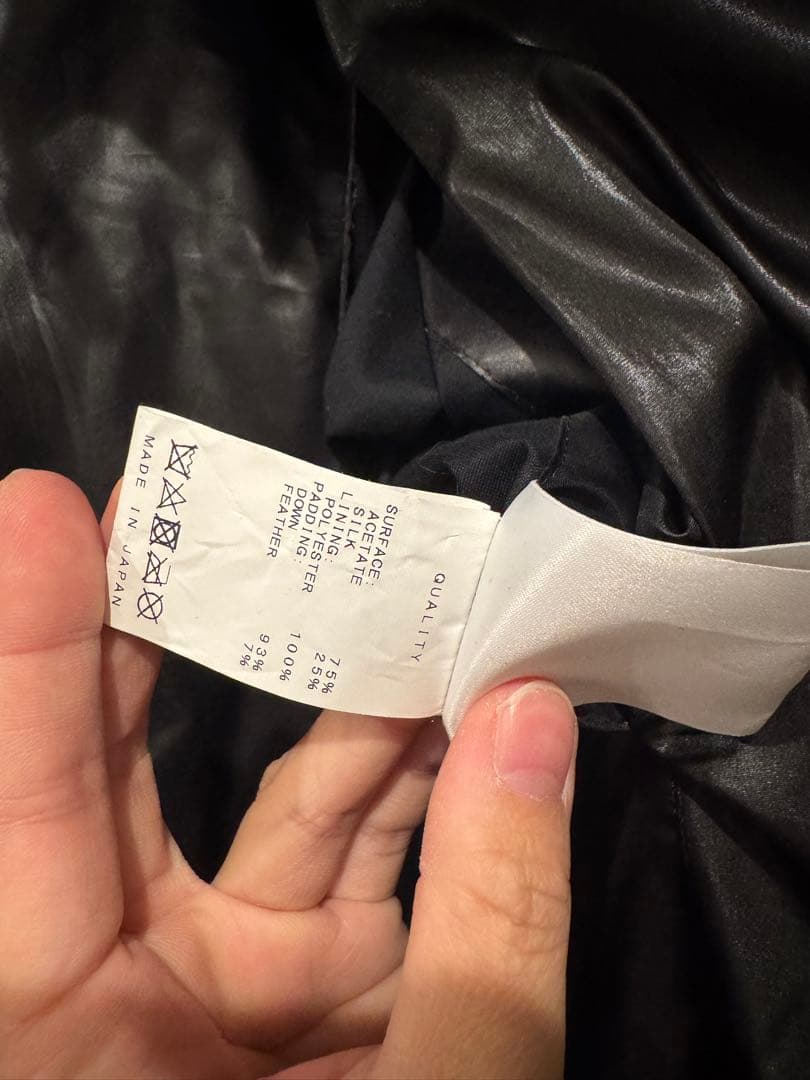 QUALITY
SURFACE:
ACETATE 75%
SILK 25%
LINING:
POLYESTER 100%
PADDING:
DOWN: 93%
FEATHER 7%
MADE IN JAPAN